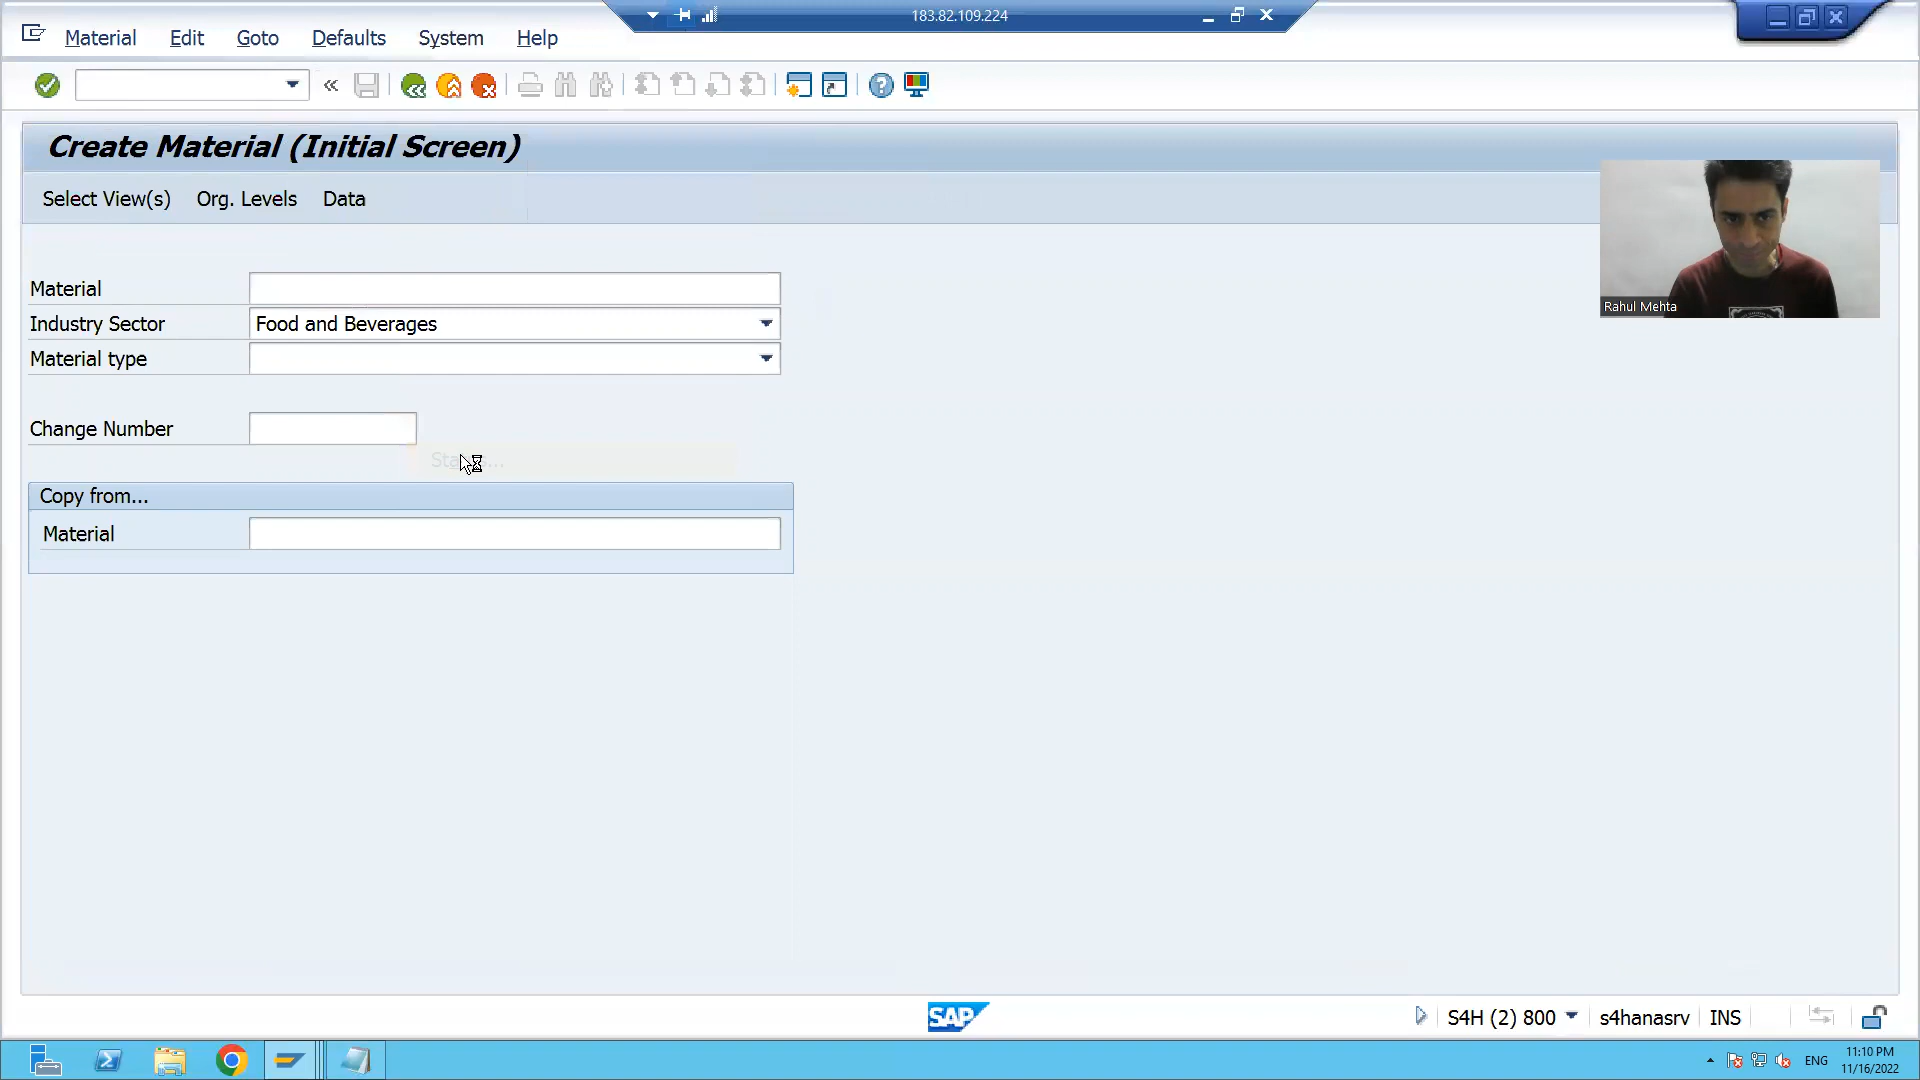 183.82.109.224
Material Edit Goto Defaults System Help
Create Material (Initial Screen)
Select View(s) Org. Levels Data
Rahul Mehta
Material
Industry Sector Food and Beverages
Material type
Change Number
Copy from...
Material
SAP
S4H (2) 800 s4hanasrv INS
ENG
11:10 PM
11/16/2022